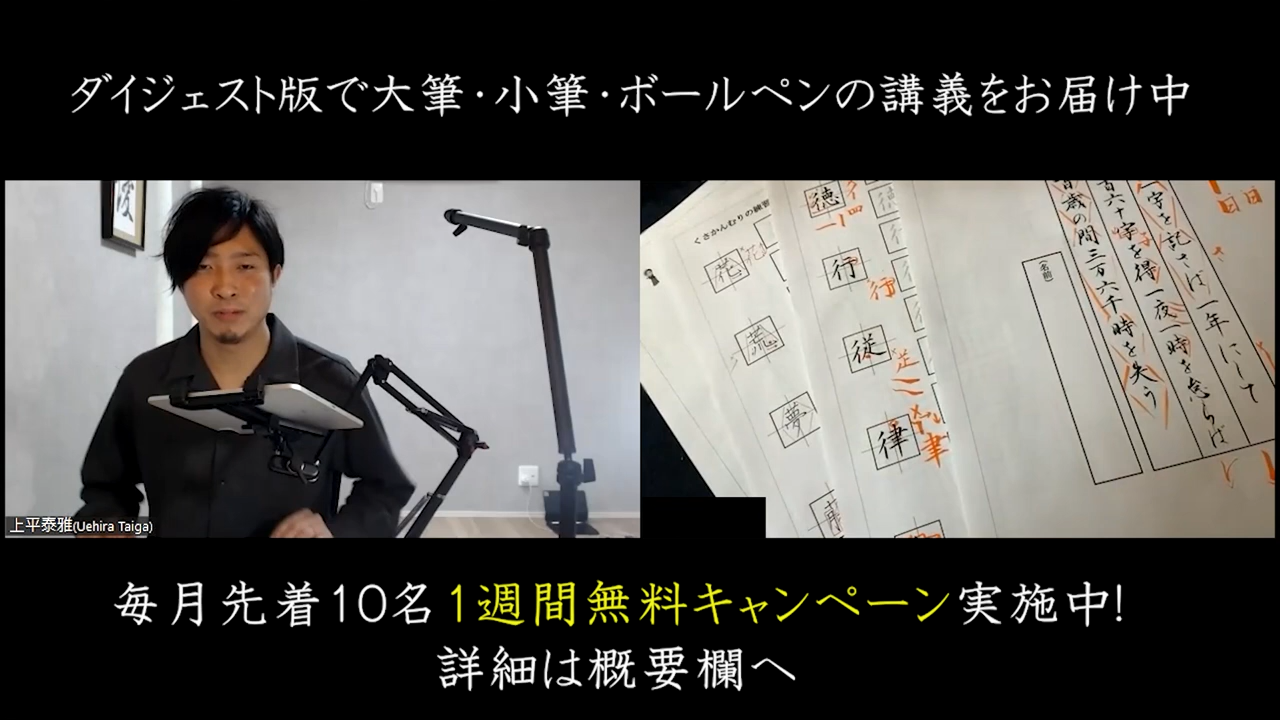 ダイジェスト版で大筆・小筆・ボールペンの講義をお届け中
上平泰雅(Uehira Taiga)
くさかんむりの練習
花
荒
夢
徳
行
行
従
律
一字を記さば一年にして
百六十字を得一夜一時を怠らば
百歳の間三万六千時を失う
(名前)
毎月先着10名1週間無料キャンペーン実施中!
詳細は概要欄へ